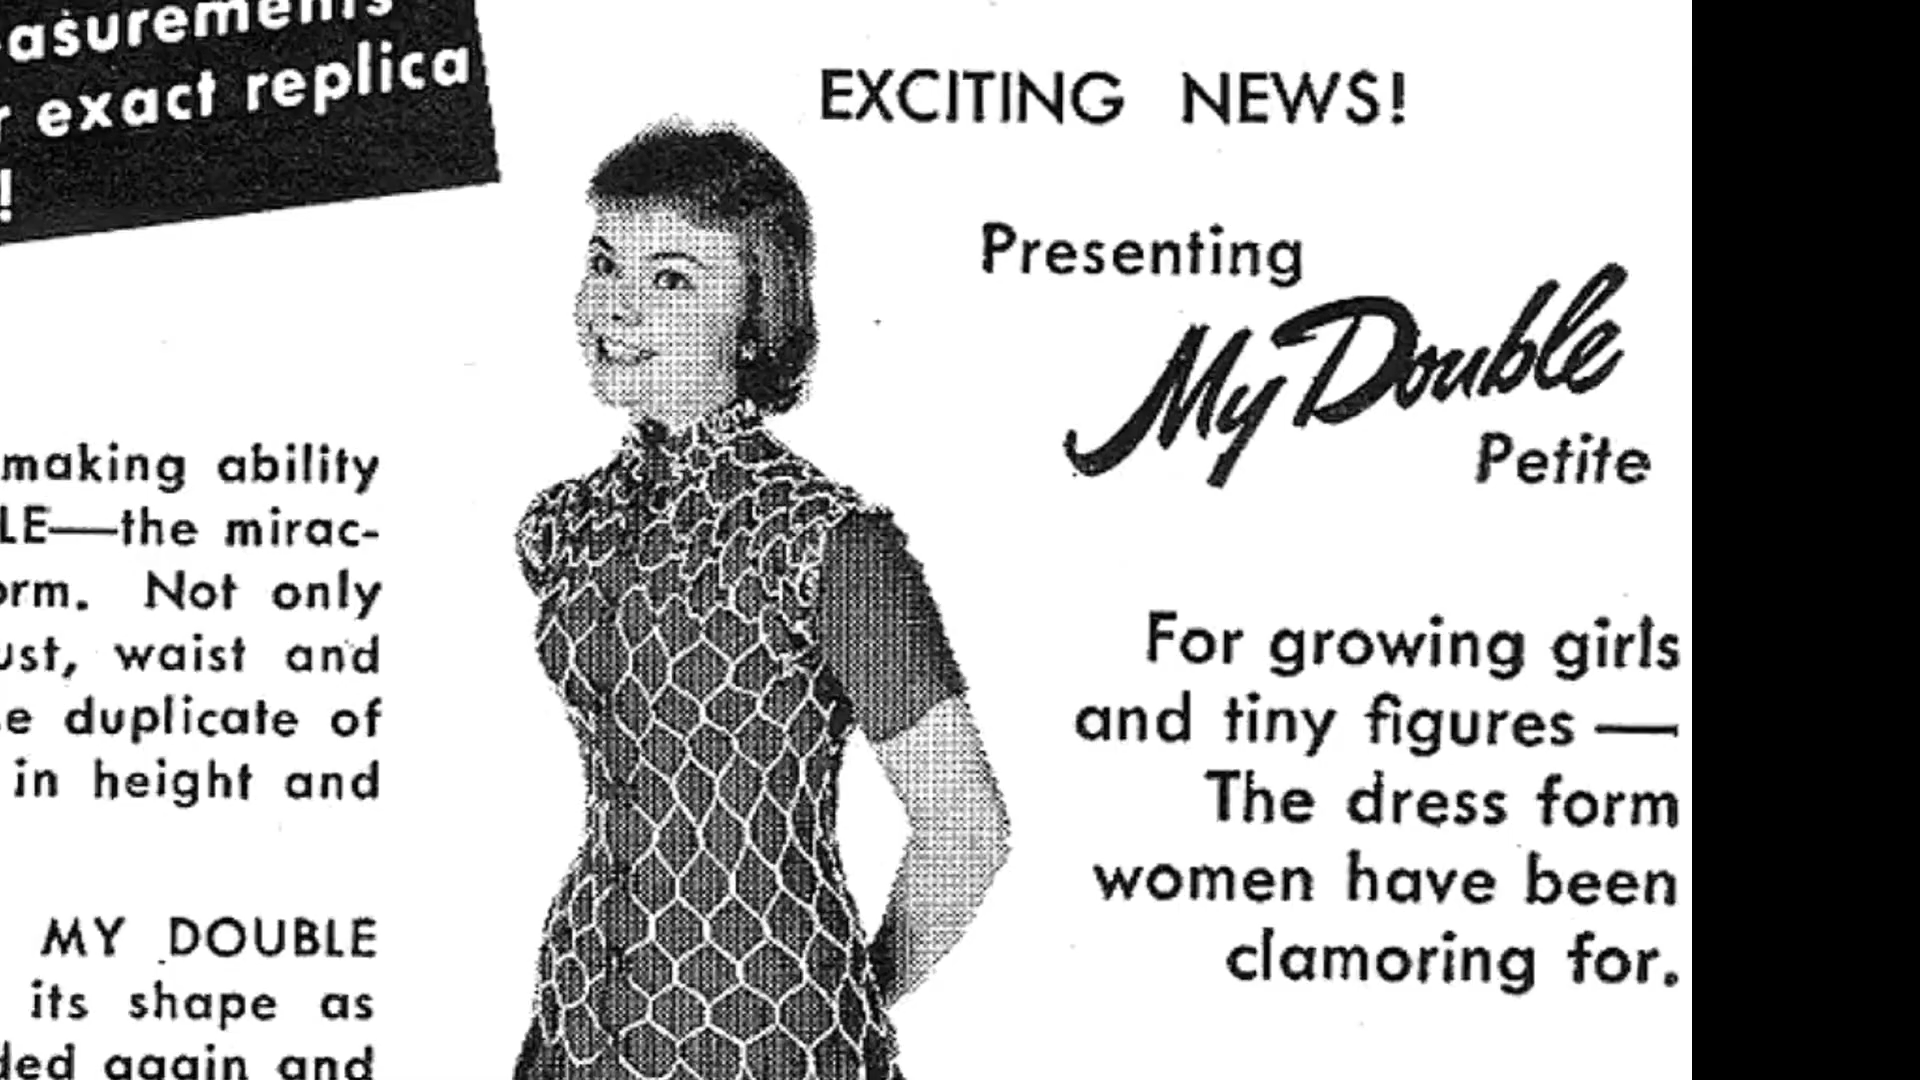 asurements
exact replica
!
making ability
LE—the mirac-
orm. Not only
ust, waist and
e duplicate of
in height and
MY DOUBLE
its shape as
ded again and
EXCITING NEWS!
Presenting
My Double
Petite
For growing girls
and tiny figures —
The dress form
women have been
clamoring for.